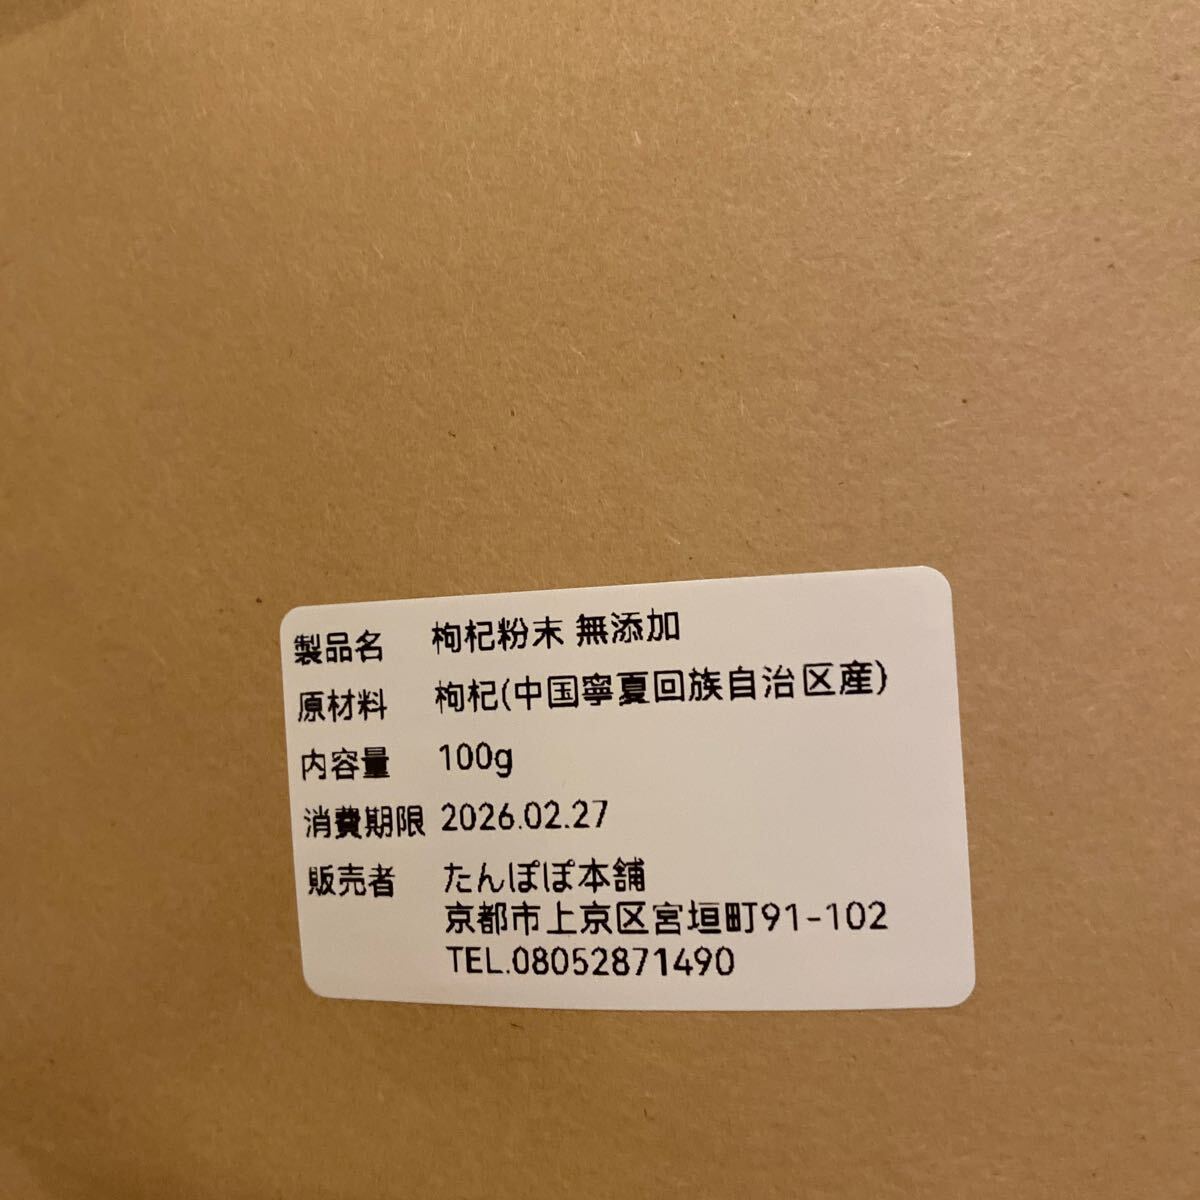 製品名 枸杞粉末 無添加
原材料 枸杞(中国寧夏回族自治区産)
内容量 100g
消費期限 2026.02.27
販売者 たんぽぽ本舗
京都市上京区宮垣町91-102
TEL.08052871490